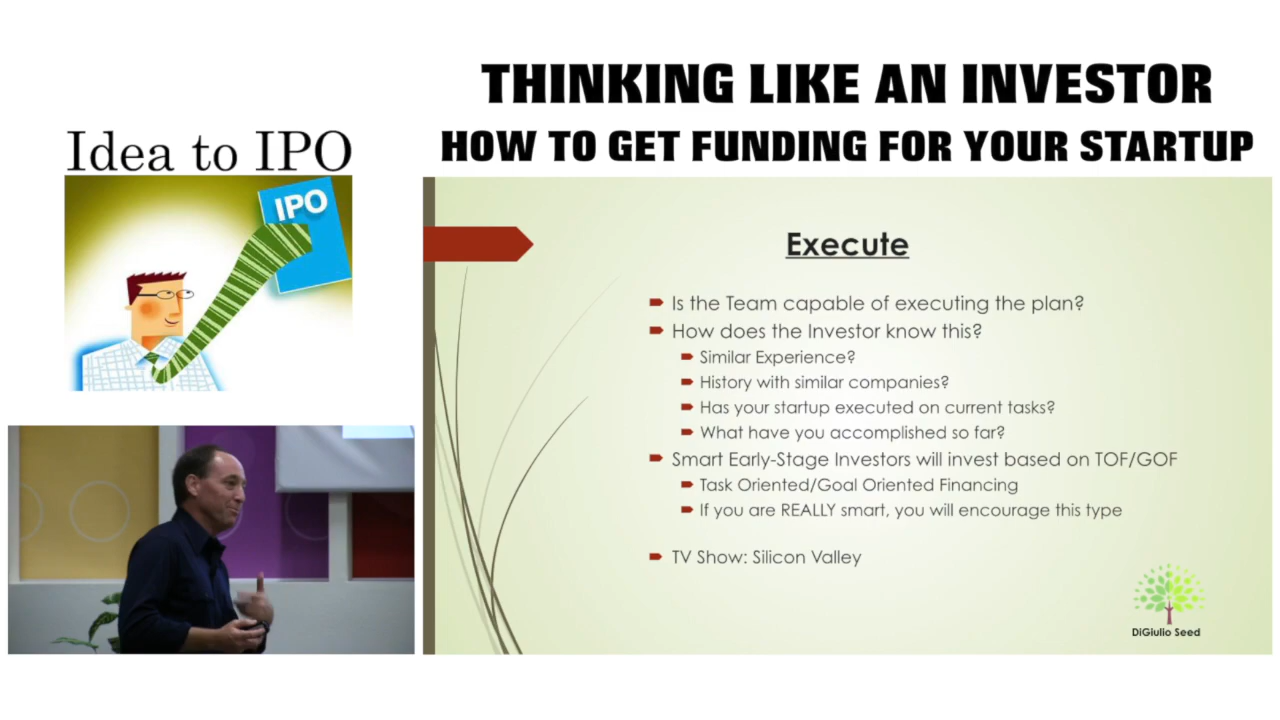 THINKING LIKE AN INVESTOR
HOW TO GET FUNDING FOR YOUR STARTUP
Idea to IPO
IPO
Execute
Is the Team capable of executing the plan?
How does the Investor know this?
Similar Experience?
History with similar companies?
Has your startup executed on current tasks?
What have you accomplished so far?
Smart Early-Stage Investors will invest based on TOF/GOF
Task Oriented/Goal Oriented Financing
If you are REALLY smart, you will encourage this type
TV Show: Silicon Valley
DiGiulio Seed